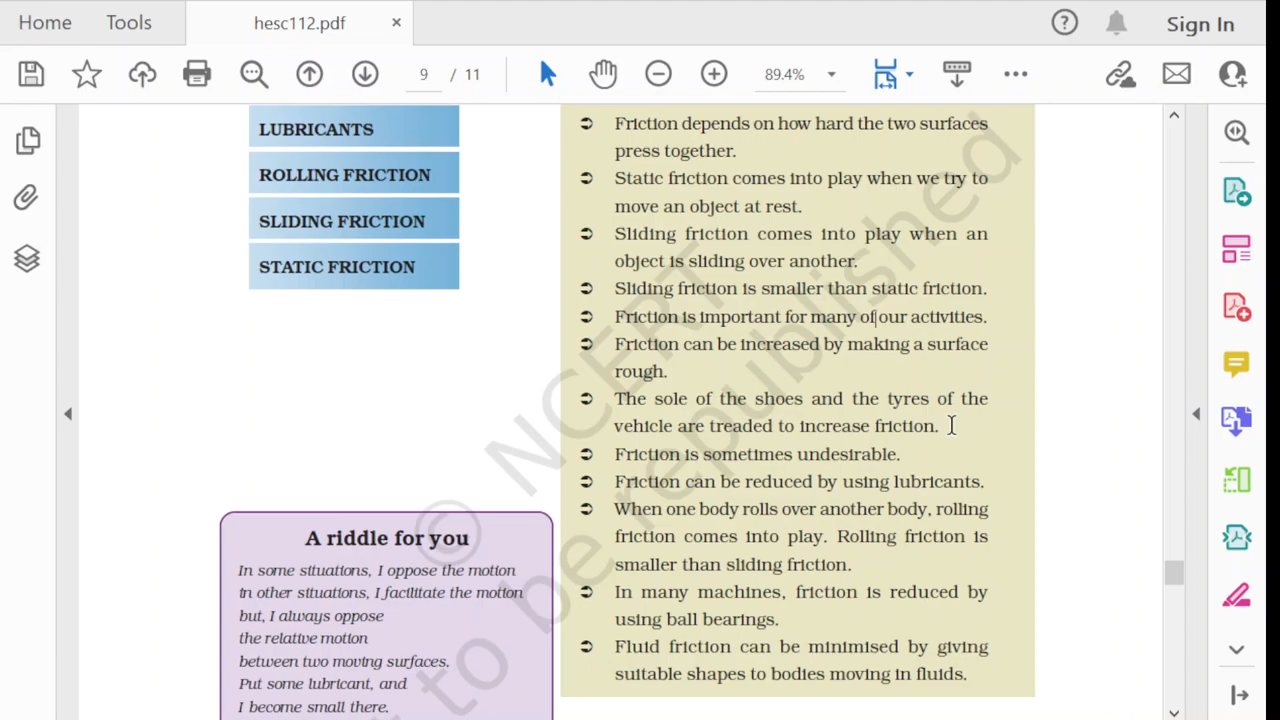 Home
Tools
hesc112.pdf
×
Sign In
9 / 11
89.4%
LUBRICANTS
ROLLING FRICTION
SLIDING FRICTION
STATIC FRICTION
A riddle for you
In some situations, I oppose the motion
in other situations, I facilitate the motion
but, I always oppose
the relative motion
between two moving surfaces.
Put some lubricant, and
I become small there.
➲ Friction depends on how hard the two surfaces
press together.
➲ Static friction comes into play when we try to
move an object at rest.
➲ Sliding friction comes into play when an
object is sliding over another.
➲ Sliding friction is smaller than static friction.
➲ Friction is important for many of our activities.
➲ Friction can be increased by making a surface
rough.
➲ The sole of the shoes and the tyres of the
vehicle are treaded to increase friction.
➲ Friction is sometimes undesirable.
➲ Friction can be reduced by using lubricants.
➲ When one body rolls over another body, rolling
friction comes into play. Rolling friction is
smaller than sliding friction.
➲ In many machines, friction is reduced by
using ball bearings.
➲ Fluid friction can be minimised by giving
suitable shapes to bodies moving in fluids.
© NCERT
to be republished